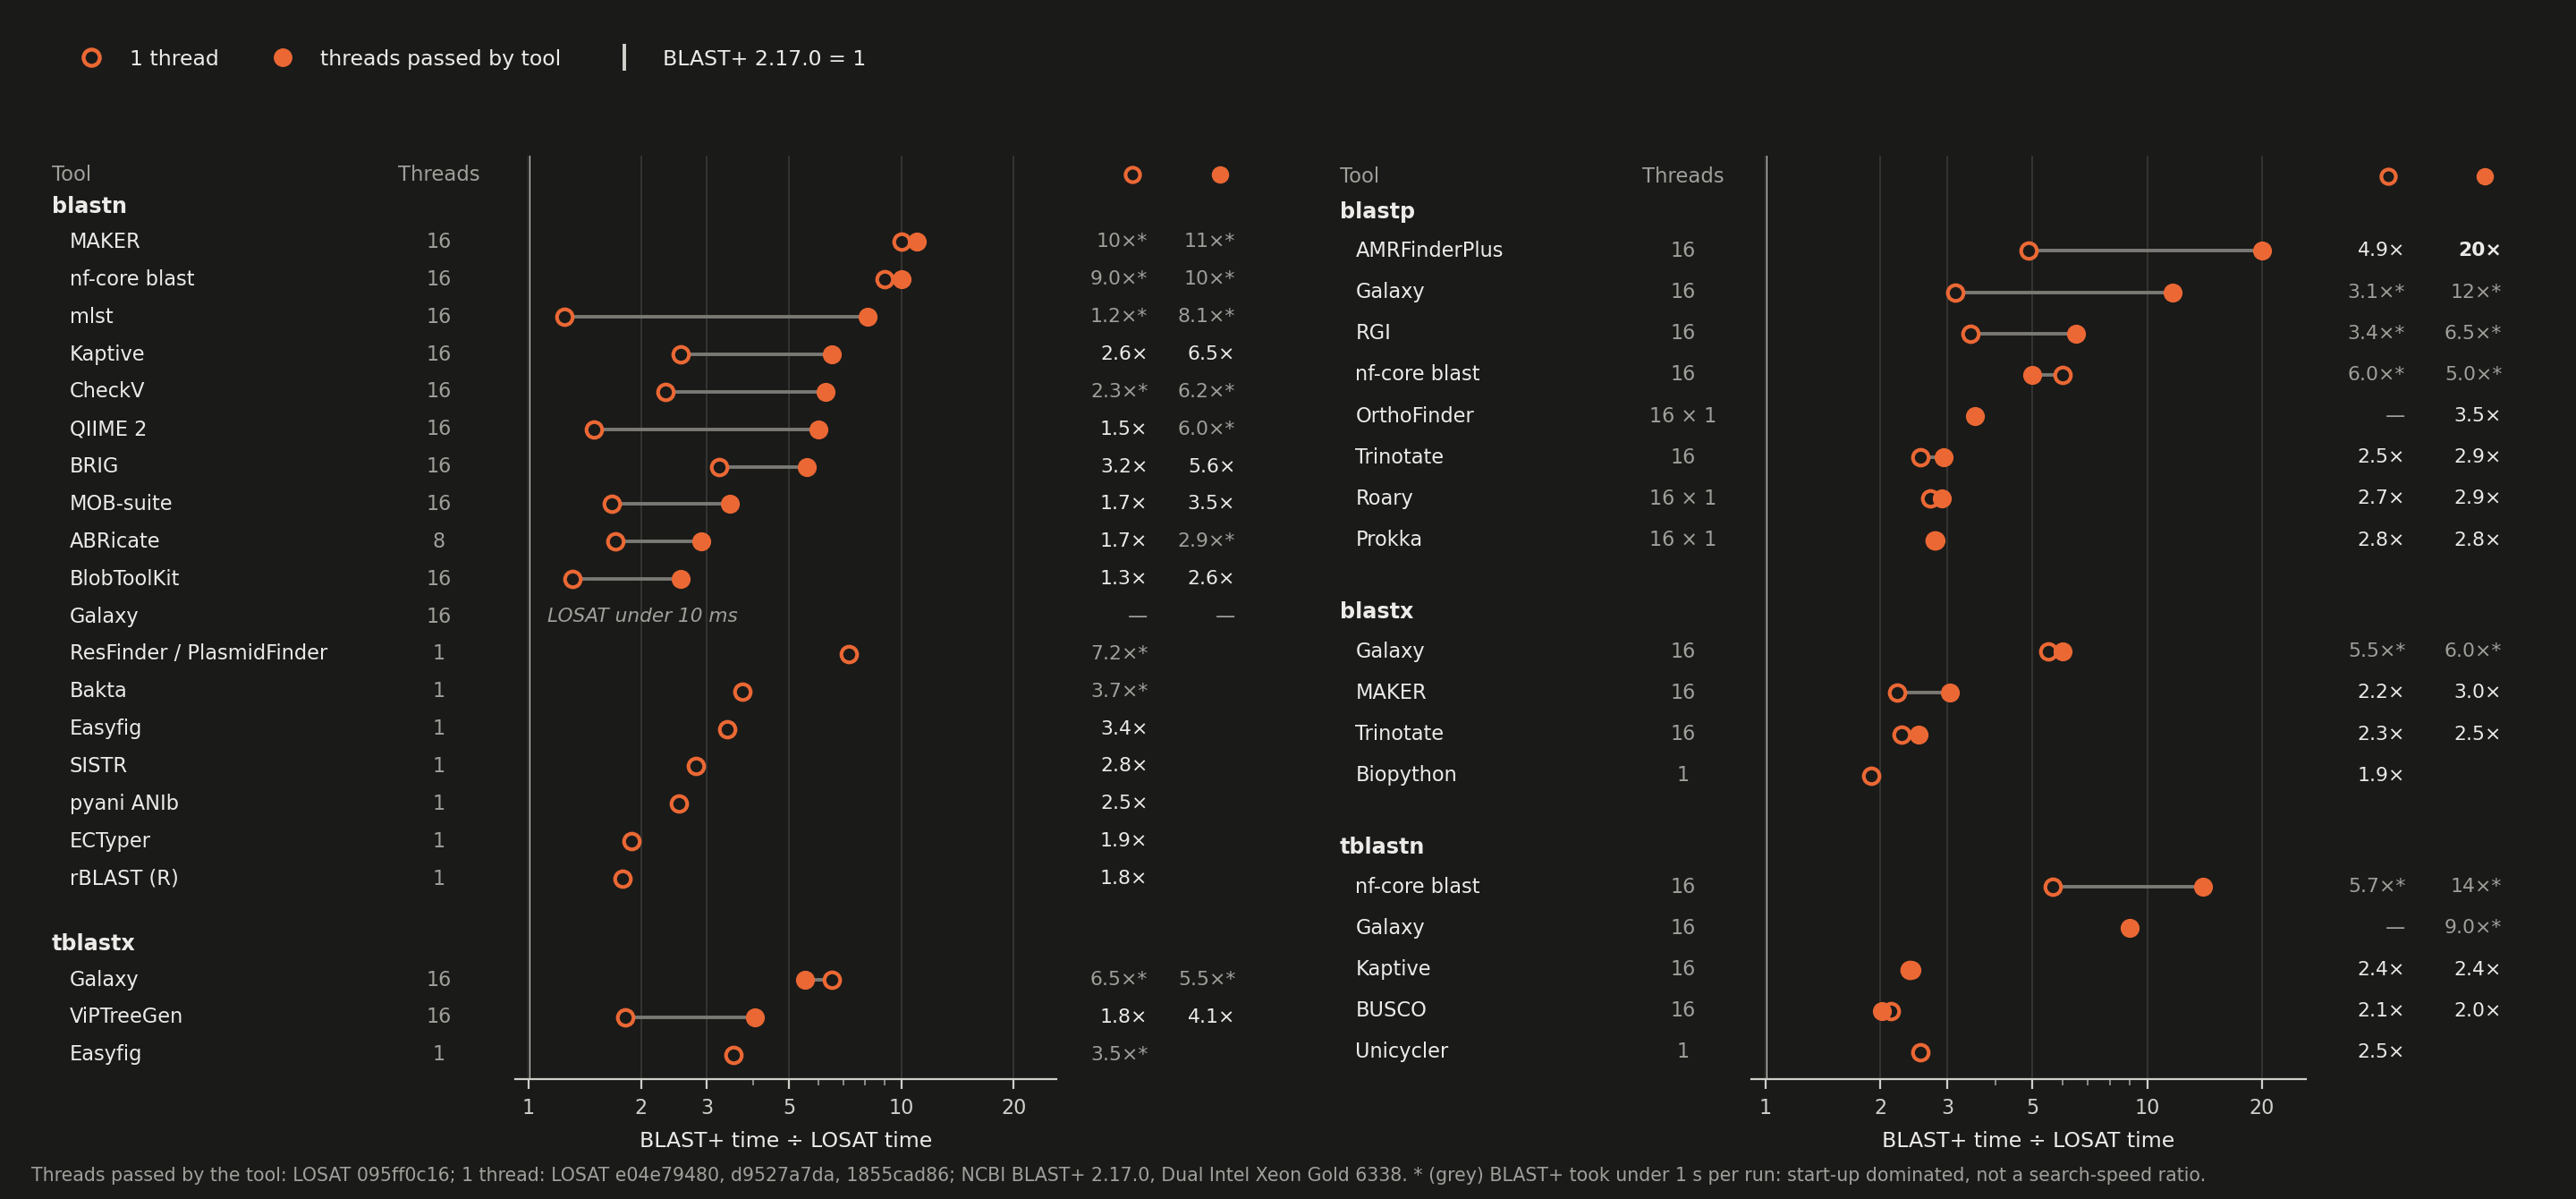 1 thread threads passed by tool BLAST+ 2.17.0 = 1
Tool Threads
blastn
MAKER 16 10×* 11×*
nf-core blast 16 9.0×* 10×*
mlst 16 1.2×* 8.1×*
Kaptive 16 2.6× 6.5×
CheckV 16 2.3×* 6.2×*
QIIME 2 16 1.5× 6.0×*
BRIG 16 3.2× 5.6×
MOB-suite 16 1.7× 3.5×
ABRicate 8 1.7× 2.9×*
BlobToolKit 16 1.3× 2.6×
Galaxy 16 LOSAT under 10 ms — —
ResFinder / PlasmidFinder 1 7.2×*
Bakta 1 3.7×*
Easyfig 1 3.4×
SISTR 1 2.8×
pyani ANIb 1 2.5×
ECTyper 1 1.9×
rBLAST (R) 1 1.8×
tblastx
Galaxy 16 6.5×* 5.5×*
ViPTreeGen 16 1.8× 4.1×
Easyfig 1 3.5×*
1 2 3 5 10 20
BLAST+ time ÷ LOSAT time
Tool Threads
blastp
AMRFinderPlus 16 4.9× 20×
Galaxy 16 3.1×* 12×*
RGI 16 3.4×* 6.5×*
nf-core blast 16 6.0×* 5.0×*
OrthoFinder 16 × 1 — 3.5×
Trinotate 16 2.5× 2.9×
Roary 16 × 1 2.7× 2.9×
Prokka 16 × 1 2.8× 2.8×
blastx
Galaxy 16 5.5×* 6.0×*
MAKER 16 2.2× 3.0×
Trinotate 16 2.3× 2.5×
Biopython 1 1.9×
tblastn
nf-core blast 16 5.7×* 14×*
Galaxy 16 — 9.0×*
Kaptive 16 2.4× 2.4×
BUSCO 16 2.1× 2.0×
Unicycler 1 2.5×
1 2 3 5 10 20
BLAST+ time ÷ LOSAT time
Threads passed by the tool: LOSAT 095ff0c16; 1 thread: LOSAT e04e79480, d9527a7da, 1855cad86; NCBI BLAST+ 2.17.0, Dual Intel Xeon Gold 6338. * (grey) BLAST+ took under 1 s per run: start-up dominated, not a search-speed ratio.